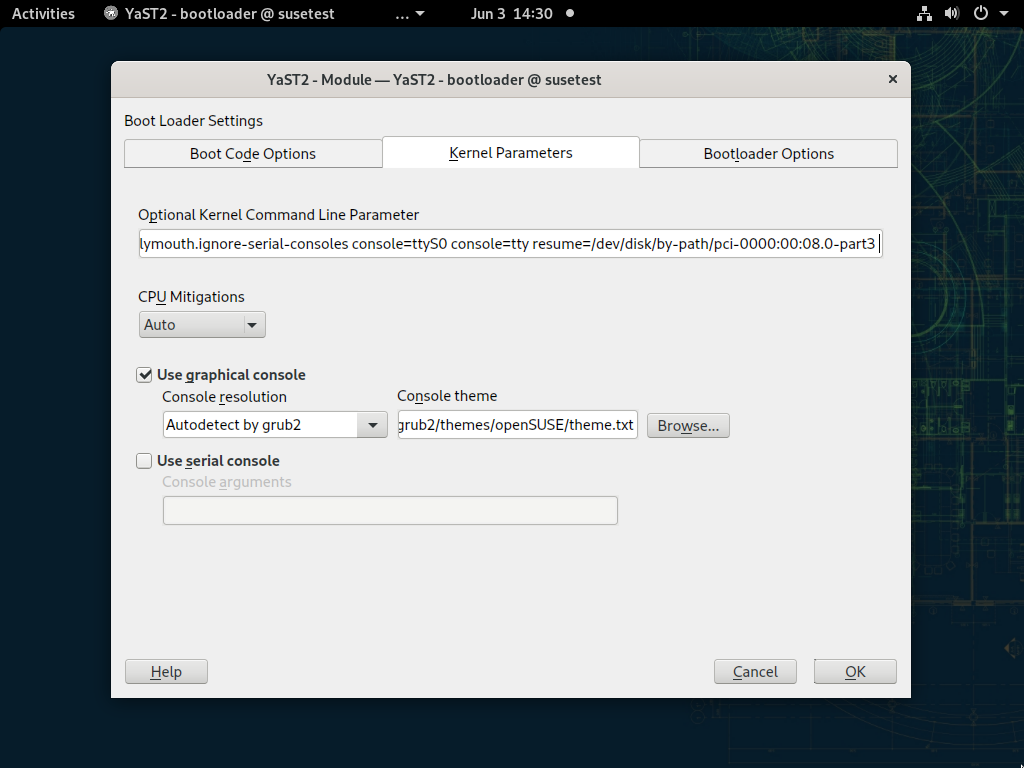 Activities YaST2 - bootloader @ susetest ... Jun 3 14:30
YaST2 - Module — YaST2 - bootloader @ susetest
Boot Loader Settings
Boot Code Options Kernel Parameters Bootloader Options
Optional Kernel Command Line Parameter
lymouth.ignore-serial-consoles console=ttyS0 console=tty resume=/dev/disk/by-path/pci-0000:00:08.0-part3
CPU Mitigations
Auto
Use graphical console
Console resolution Console theme
Autodetect by grub2 grub2/themes/openSUSE/theme.txt Browse...
Use serial console
Console arguments
Help Cancel OK